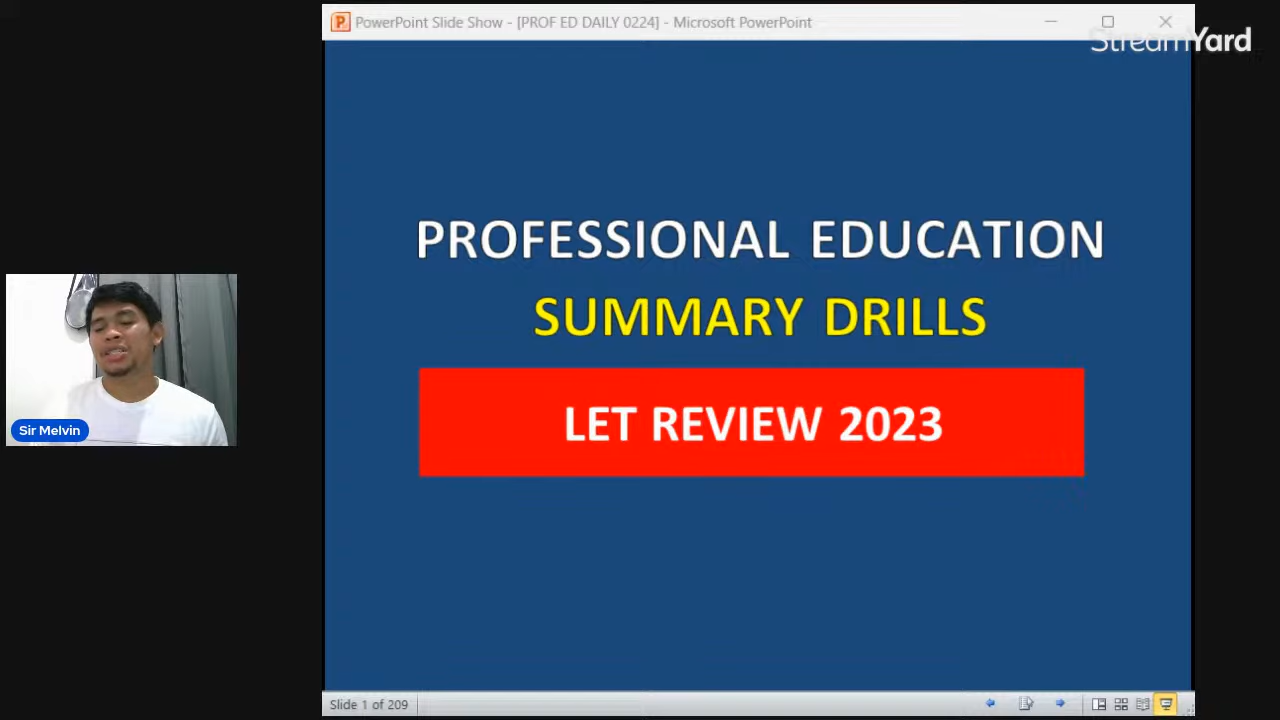 PowerPoint Slide Show - [PROF ED DAILY 0224] - Microsoft PowerPoint
StreamYard
PROFESSIONAL EDUCATION
SUMMARY DRILLS
LET REVIEW 2023
Sir Melvin
Slide 1 of 209